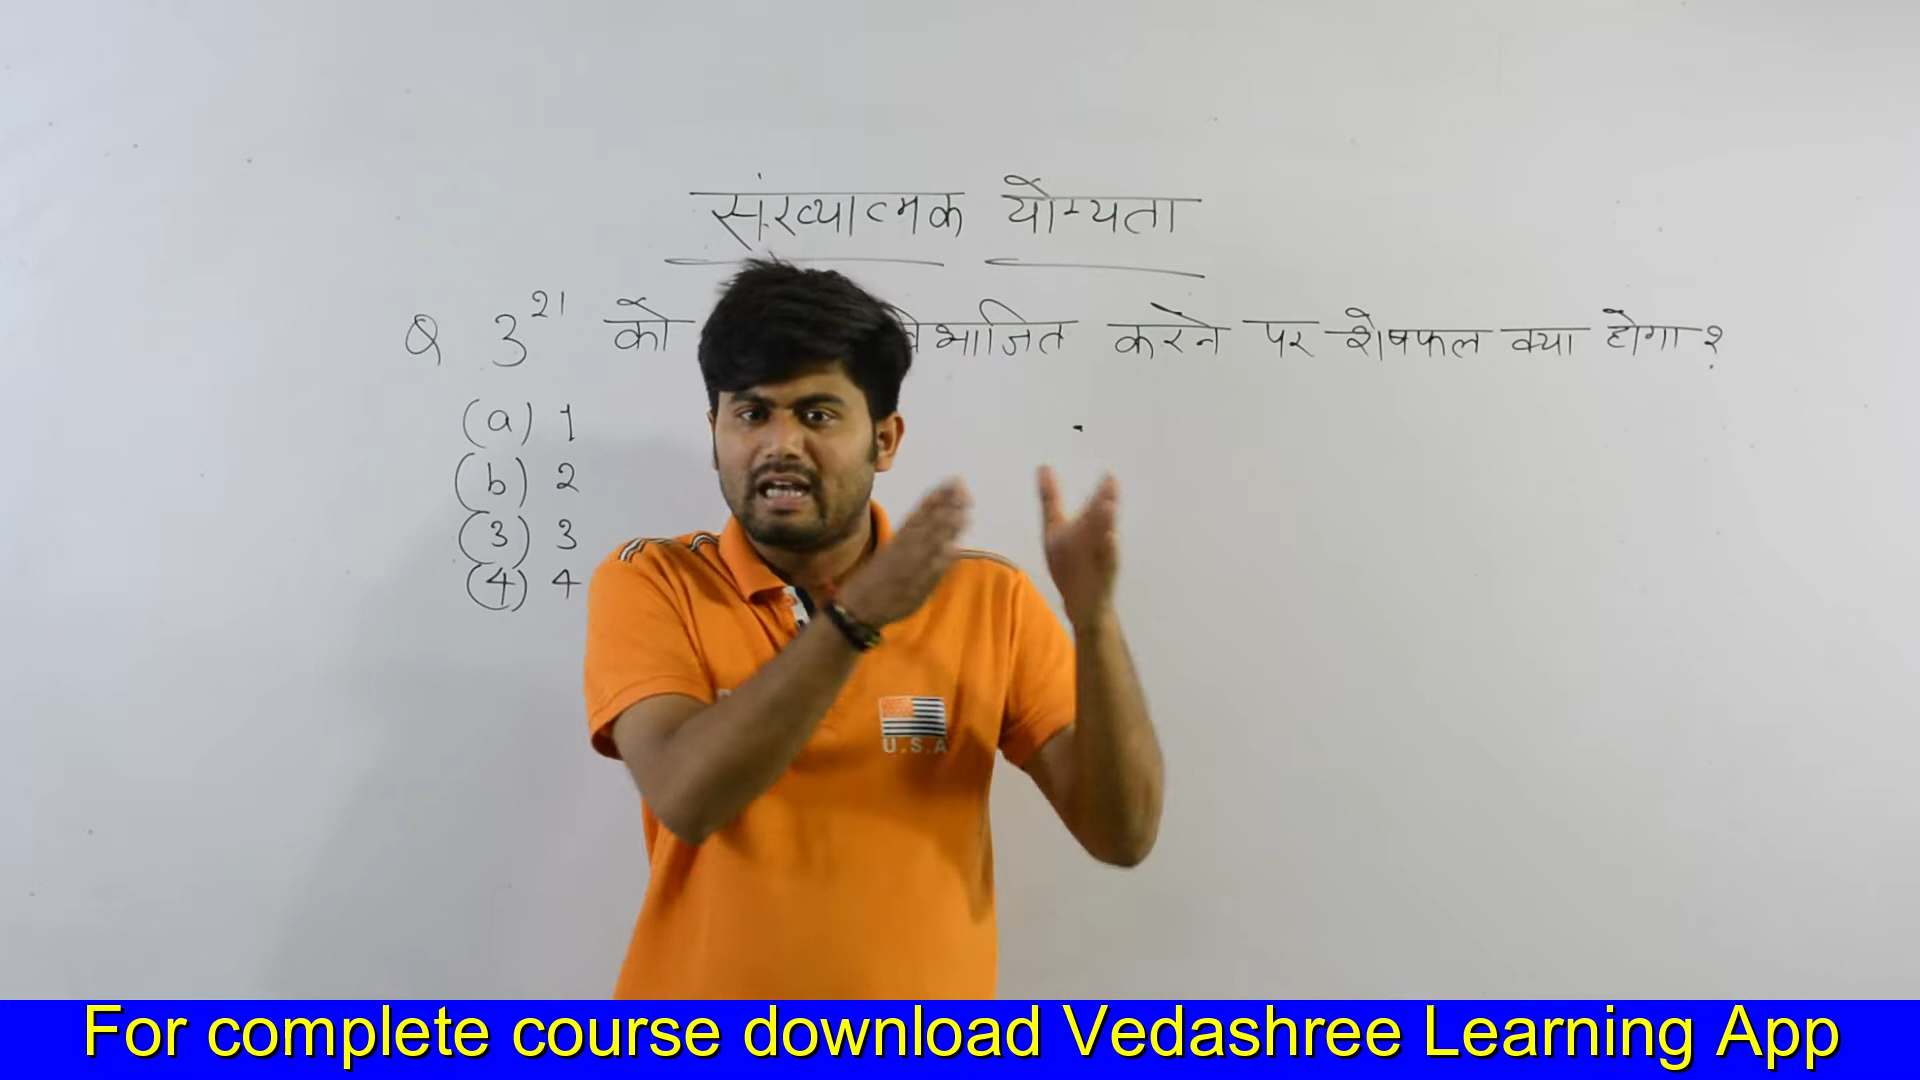 संख्यात्मक योग्यता
Q 3²¹ को विभाजित करने पर शेषफल क्या होगा?
(a) 1
(b) 2
(3) 3
(4) 4
U.S.A
For complete course download Vedashree Learning App